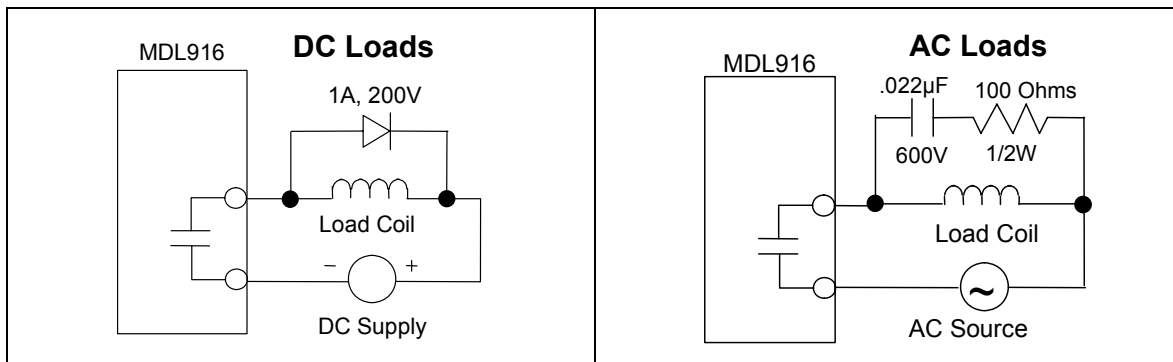 DC Loads
MDL916
1A, 200V
Load Coil
− +
DC Supply
AC Loads
MDL916
.022µF 100 Ohms
600V 1/2W
Load Coil
~
AC Source